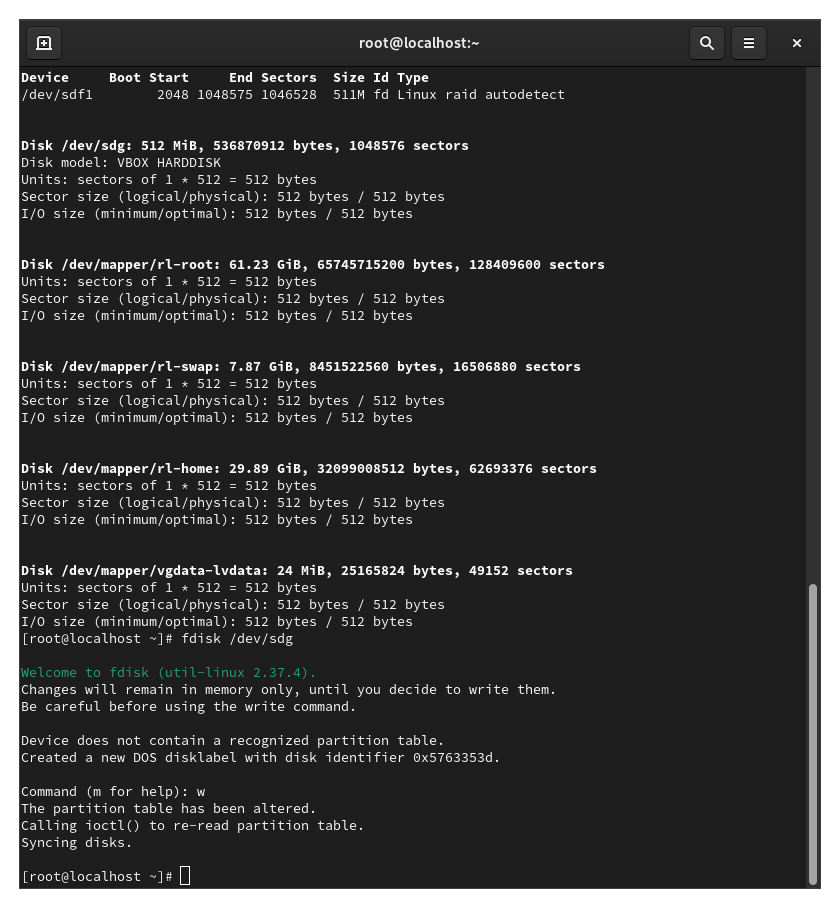 root@localhost:~
Device     Boot Start     End Sectors  Size Id Type
/dev/sdf1        2048 1048575 1046528  511M fd Linux raid autodetect
Disk /dev/sdg: 512 MiB, 536870912 bytes, 1048576 sectors
Disk model: VBOX HARDDISK
Units: sectors of 1 * 512 = 512 bytes
Sector size (logical/physical): 512 bytes / 512 bytes
I/O size (minimum/optimal): 512 bytes / 512 bytes
Disk /dev/mapper/rl-root: 61.23 GiB, 65745715200 bytes, 128409600 sectors
Units: sectors of 1 * 512 = 512 bytes
Sector size (logical/physical): 512 bytes / 512 bytes
I/O size (minimum/optimal): 512 bytes / 512 bytes
Disk /dev/mapper/rl-swap: 7.87 GiB, 8451522560 bytes, 16506880 sectors
Units: sectors of 1 * 512 = 512 bytes
Sector size (logical/physical): 512 bytes / 512 bytes
I/O size (minimum/optimal): 512 bytes / 512 bytes
Disk /dev/mapper/rl-home: 29.89 GiB, 32099008512 bytes, 62693376 sectors
Units: sectors of 1 * 512 = 512 bytes
Sector size (logical/physical): 512 bytes / 512 bytes
I/O size (minimum/optimal): 512 bytes / 512 bytes
Disk /dev/mapper/vgdata-lvdata: 24 MiB, 25165824 bytes, 49152 sectors
Units: sectors of 1 * 512 = 512 bytes
Sector size (logical/physical): 512 bytes / 512 bytes
I/O size (minimum/optimal): 512 bytes / 512 bytes
[root@localhost ~]# fdisk /dev/sdg
Welcome to fdisk (util-linux 2.37.4).
Changes will remain in memory only, until you decide to write them.
Be careful before using the write command.
Device does not contain a recognized partition table.
Created a new DOS disklabel with disk identifier 0x5763353d.
Command (m for help): w
The partition table has been altered.
Calling ioctl() to re-read partition table.
Syncing disks.
[root@localhost ~]#